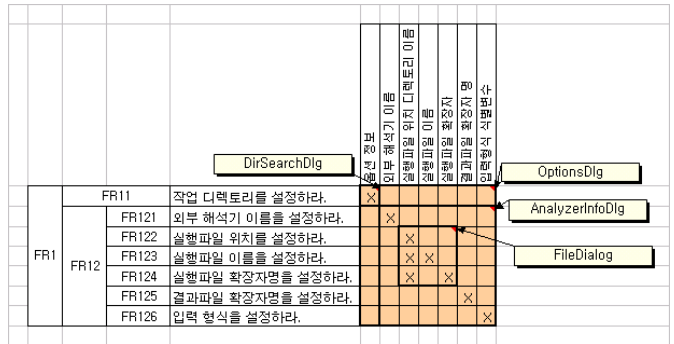 옵션 정보
외부 해석기 이름
실행파일 위치 디렉토리 이름
실행파일 이름
실행파일 확장자
결과파일 확장자 명
입력형식 식별변수
DirSearchDlg
OptionsDlg
AnalyzerInfoDlg
FileDialog
FR1
FR11 작업 디렉토리를 설정하라. X
FR12
FR121 외부 해석기 이름을 설정하라. X
FR122 실행파일 위치를 설정하라. X
FR123 실행파일 이름을 설정하라. X X
FR124 실행파일 확장자명을 설정하라. X X
FR125 결과파일 확장자명을 설정하라. X
FR126 입력 형식을 설정하라. X